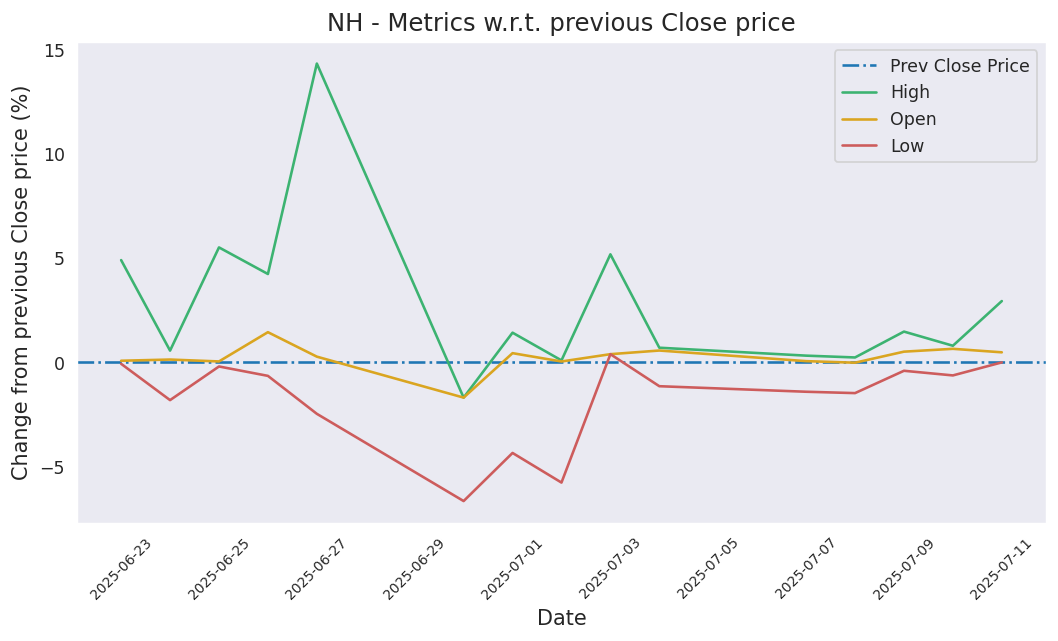 NH - Metrics w.r.t. previous Close price
Change from previous Close price (%)
15
10
5
0
−5
Prev Close Price
High
Open
Low
2025-06-23
2025-06-25
2025-06-27
2025-06-29
2025-07-01
2025-07-03
2025-07-05
2025-07-07
2025-07-09
2025-07-11
Date